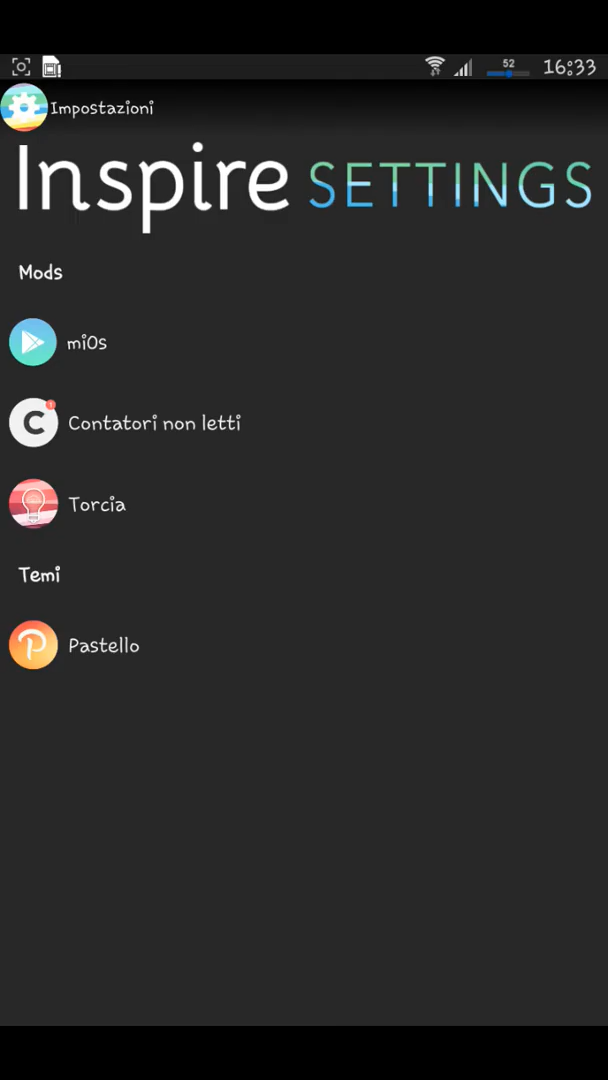 52 16:33
Impostazioni
Inspire SETTINGS
Mods
miOs
Contatori non letti
Torcia
Temi
Pastello